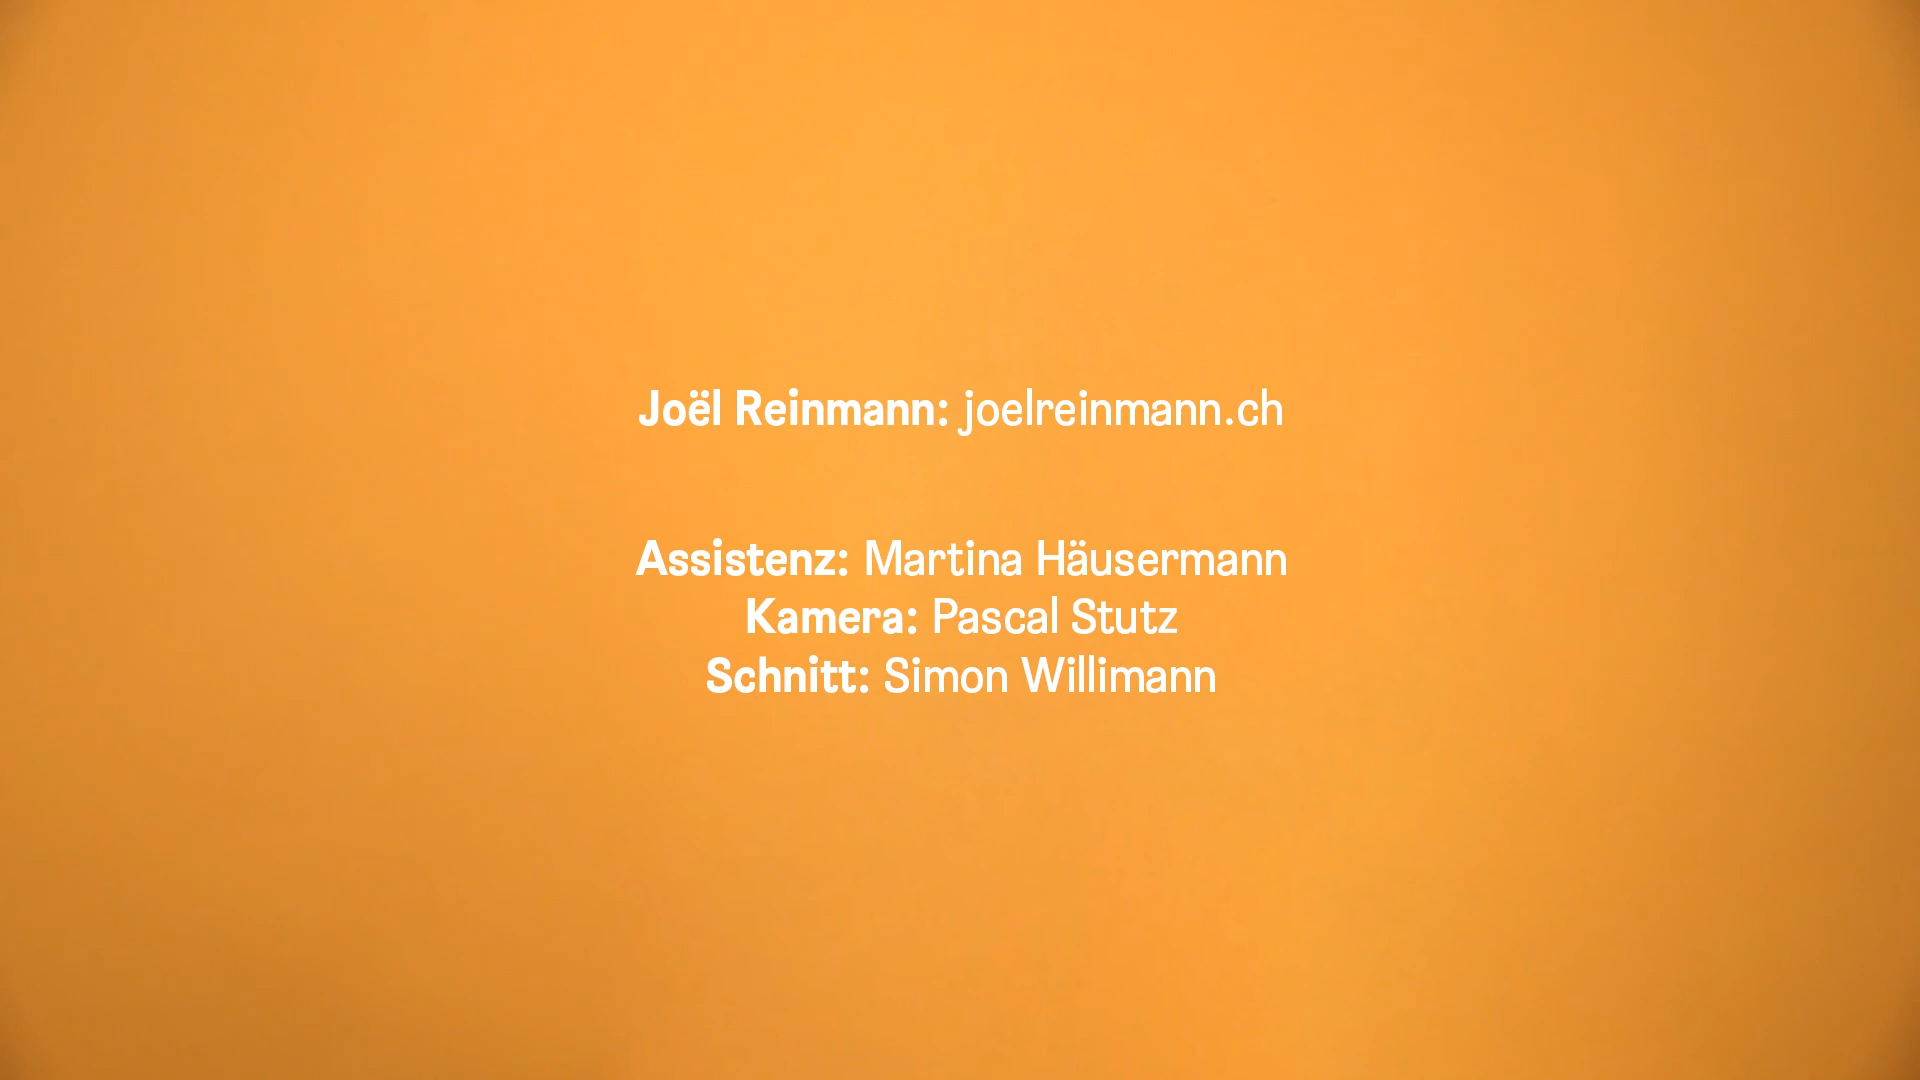 Joël Reinmann: joelreinmann.ch
Assistenz: Martina Häusermann
Kamera: Pascal Stutz
Schnitt: Simon Willimann